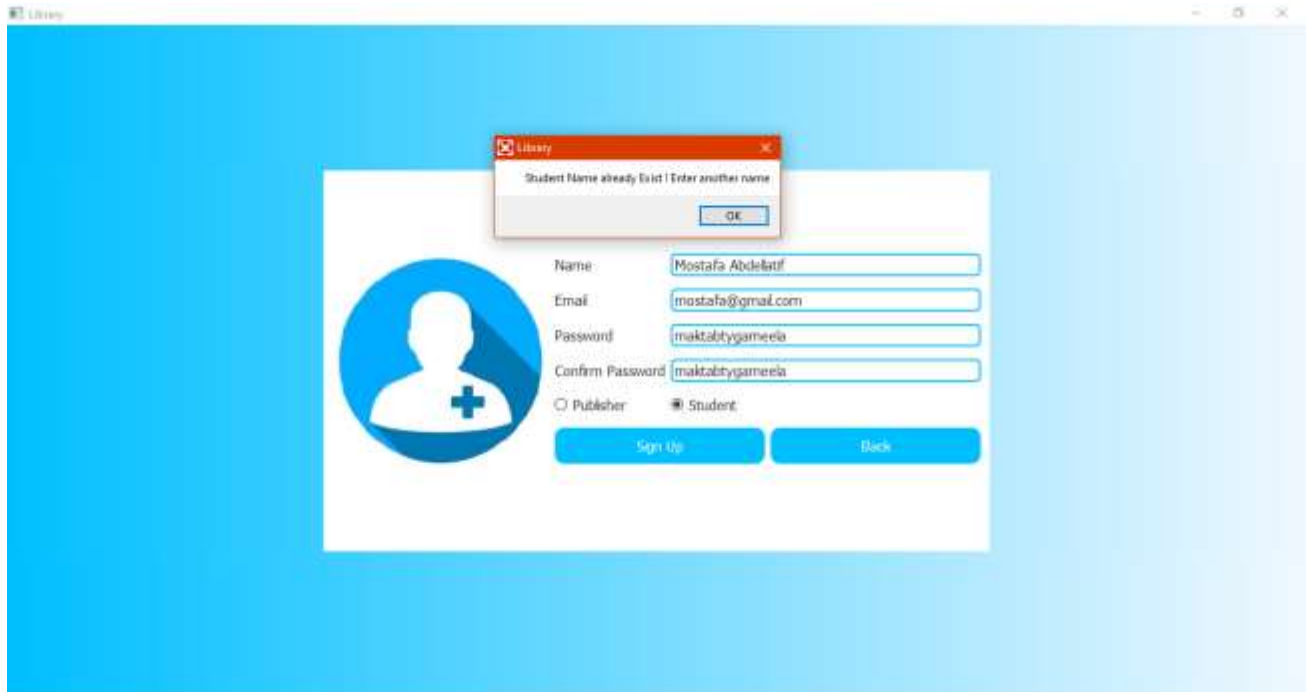 Library
Library
Student Name already Exist ! Enter another name
OK
Name Mostafa Abdellatif
Email mostafa@gmail.com
Password maktabtygameela
Confirm Password maktabtygameela
Publisher Student
Sign Up Back